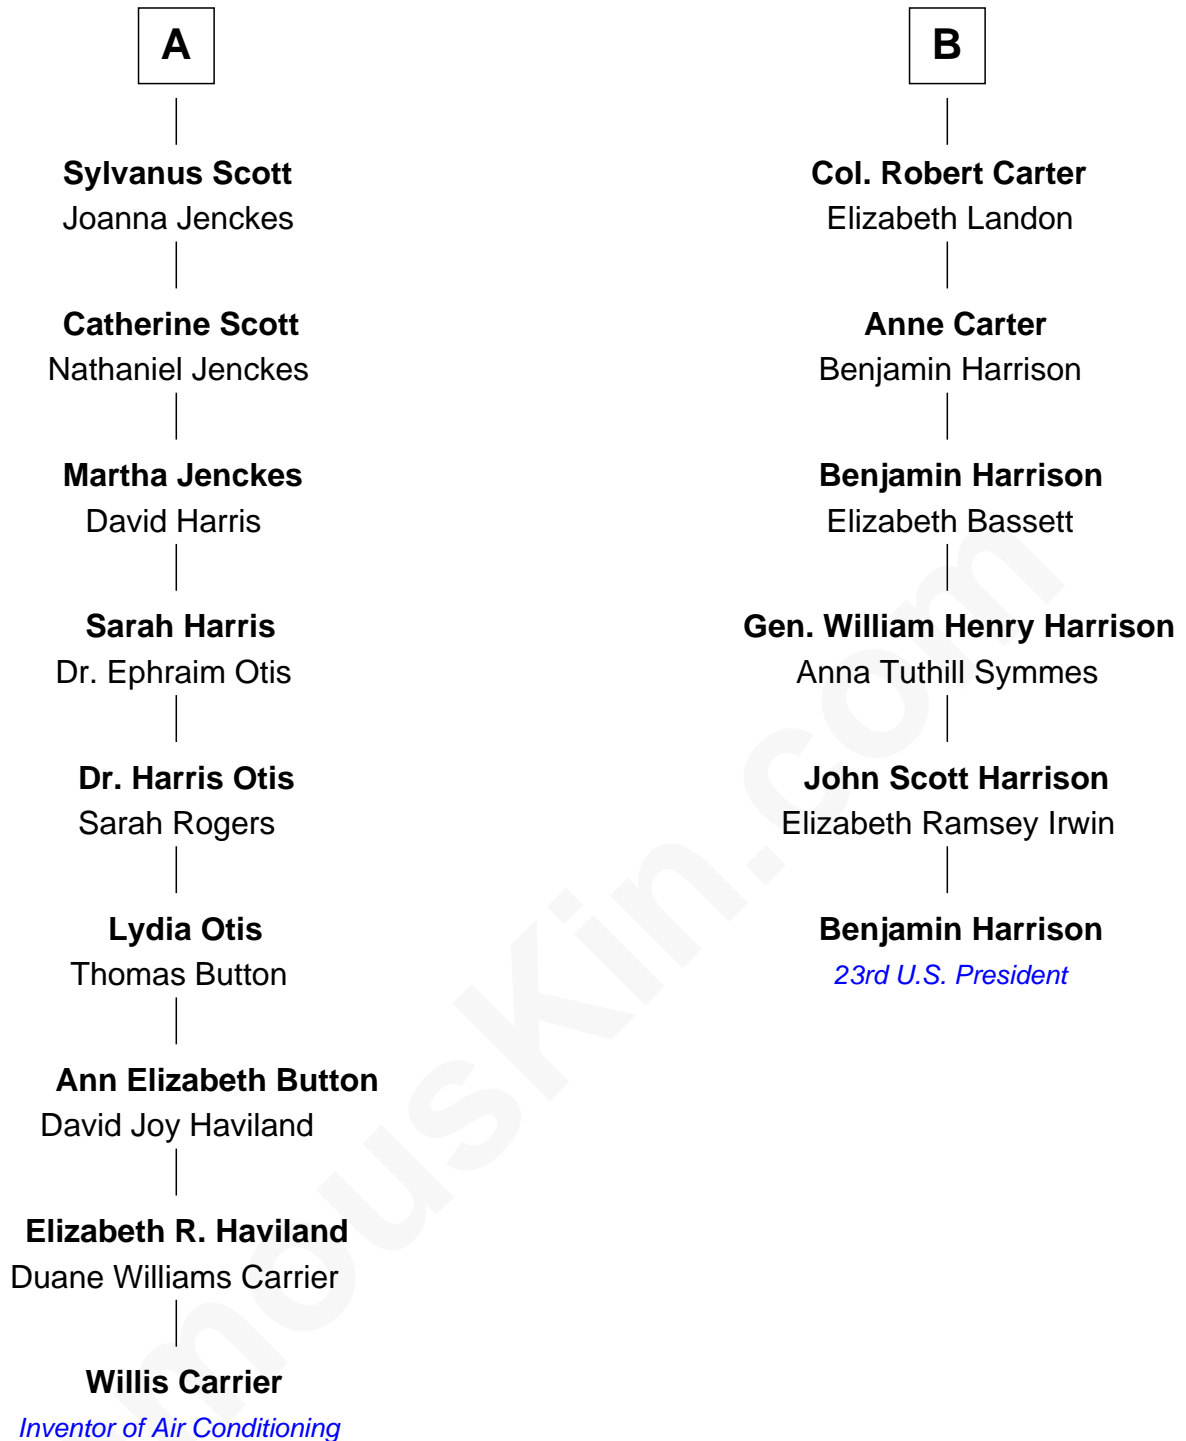 A
Sylvanus Scott
Joanna Jenckes
Catherine Scott
Nathaniel Jenckes
Martha Jenckes
David Harris
Sarah Harris
Dr. Ephraim Otis
Dr. Harris Otis
Sarah Rogers
Lydia Otis
Thomas Button
Ann Elizabeth Button
David Joy Haviland
Elizabeth R. Haviland
Duane Williams Carrier
Willis Carrier
Inventor of Air Conditioning
B
Col. Robert Carter
Elizabeth Landon
Anne Carter
Benjamin Harrison
Benjamin Harrison
Elizabeth Bassett
Gen. William Henry Harrison
Anna Tuthill Symmes
John Scott Harrison
Elizabeth Ramsey Irwin
Benjamin Harrison
23rd U.S. President
mouskin.com